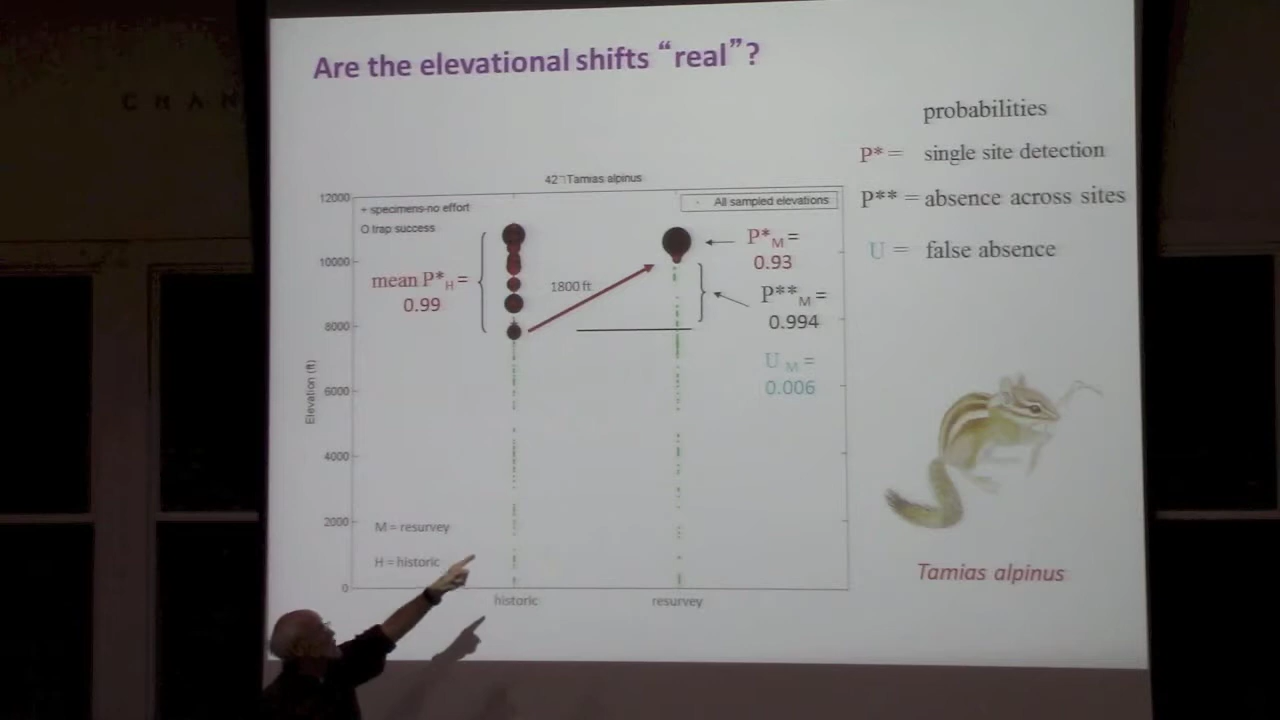 CHAN
Are the elevational shifts “real”?
probabilities
P* = single site detection
P** = absence across sites
U = false absence
Tamias alpinus
12000
10000
8000
6000
4000
2000
0
Elevation (ft)
+ specimens-no effort
O trap success
All sampled elevations
mean P*H =
0.99
1800 ft
P*M =
0.93
P**M =
0.994
U M =
0.006
M = resurvey
H = historic
historic
resurvey
Tamias alpinus